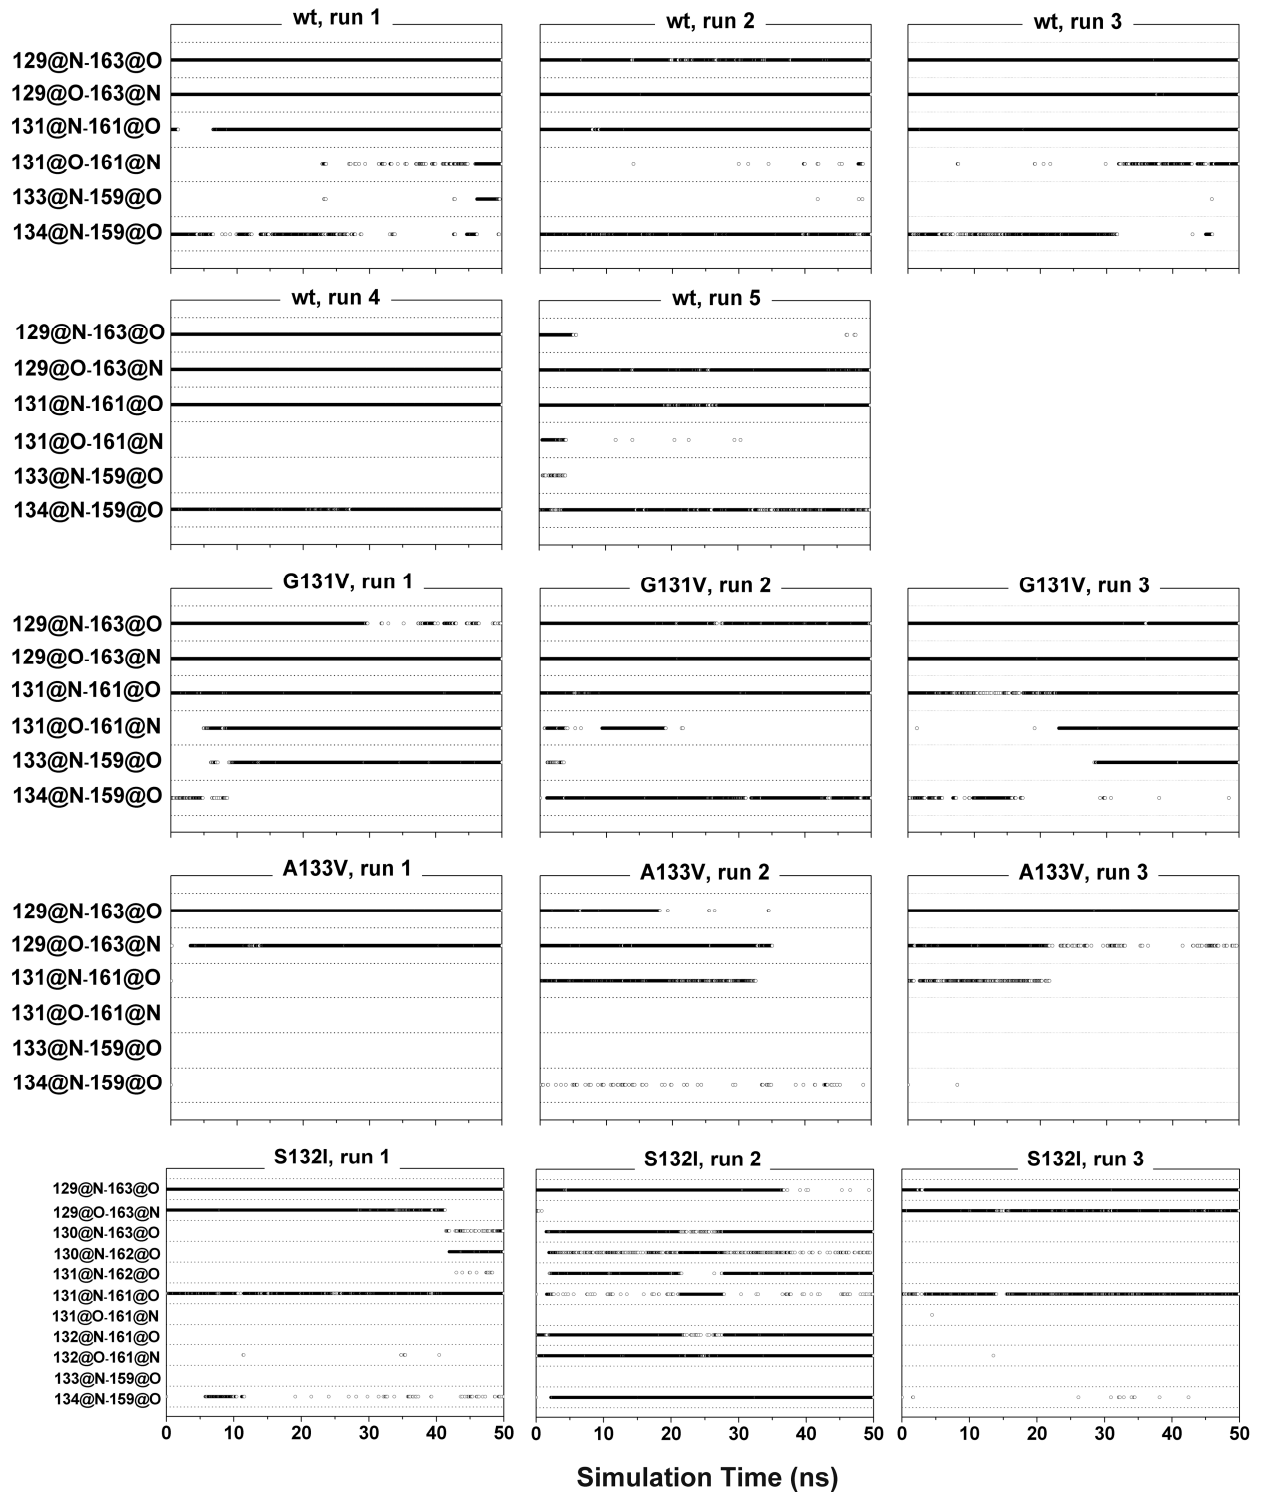 wt, run 1
wt, run 2
wt, run 3
129@N-163@O
129@O-163@N
131@N-161@O
131@O-161@N
133@N-159@O
134@N-159@O
wt, run 4
wt, run 5
129@N-163@O
129@O-163@N
131@N-161@O
131@O-161@N
133@N-159@O
134@N-159@O
G131V, run 1
G131V, run 2
G131V, run 3
129@N-163@O
129@O-163@N
131@N-161@O
131@O-161@N
133@N-159@O
134@N-159@O
A133V, run 1
A133V, run 2
A133V, run 3
129@N-163@O
129@O-163@N
131@N-161@O
131@O-161@N
133@N-159@O
134@N-159@O
S132I, run 1
S132I, run 2
S132I, run 3
129@N-163@O
129@O-163@N
130@N-163@O
130@N-162@O
131@N-162@O
131@N-161@O
131@O-161@N
132@N-161@O
132@O-161@N
133@N-159@O
134@N-159@O
0 10 20 30 40 50 0 10 20 30 40 50 0 10 20 30 40 50
Simulation Time (ns)